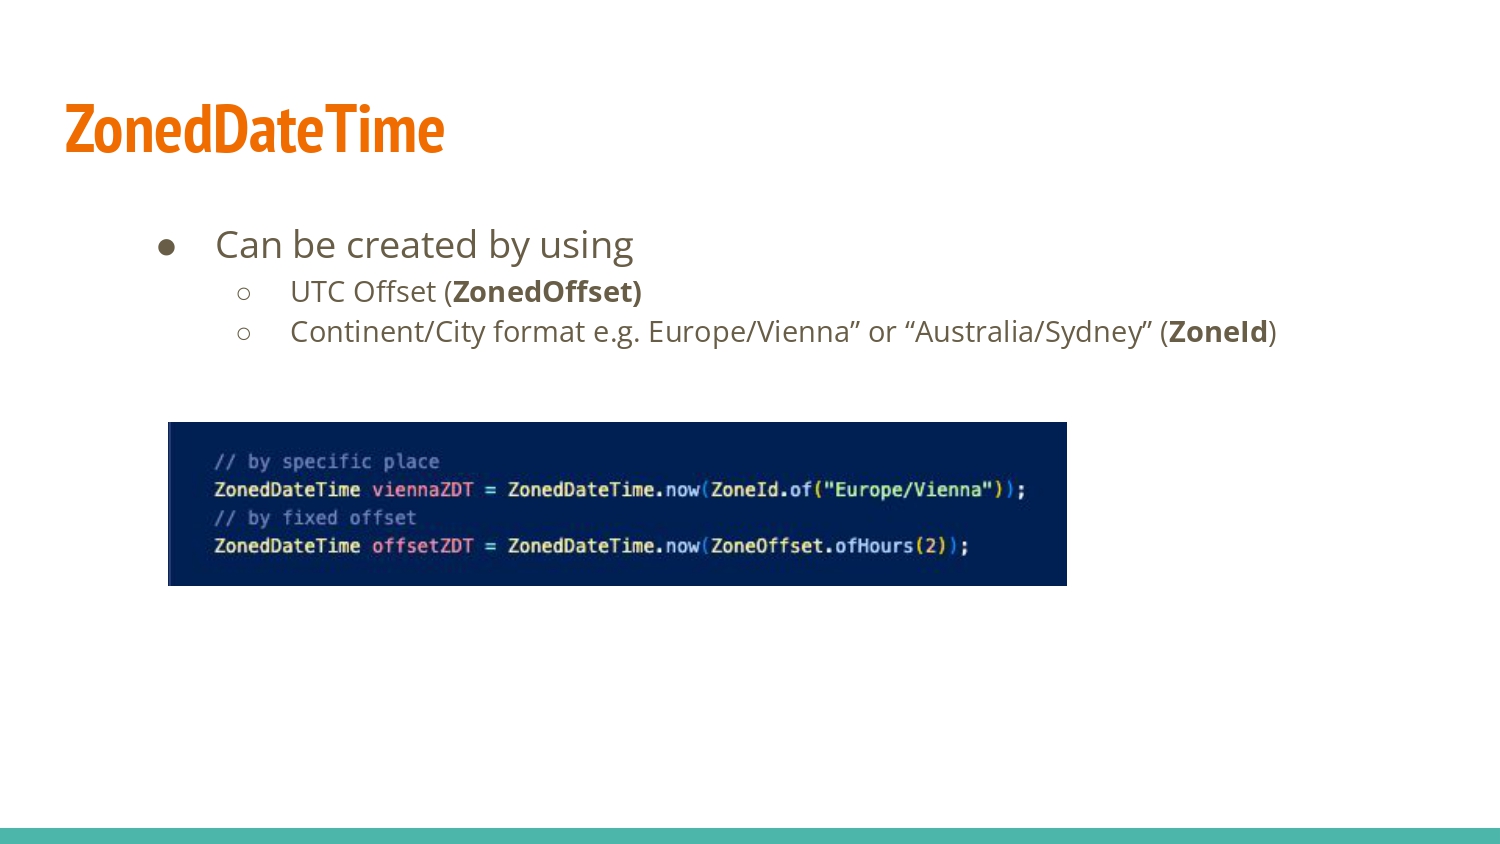 ZonedDateTime
● Can be created by using
○ UTC Offset (ZonedOffset)
○ Continent/City format e.g. Europe/Vienna” or “Australia/Sydney” (ZoneId)
// by specific place
ZonedDateTime viennaZDT = ZonedDateTime.now(ZoneId.of("Europe/Vienna"));
// by fixed offset
ZonedDateTime offsetZDT = ZonedDateTime.now(ZoneOffset.ofHours(2));